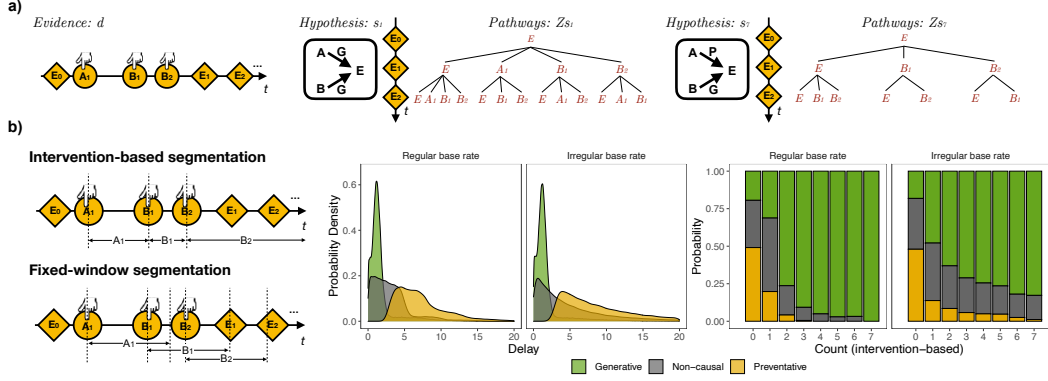 a)
Evidence: d
E0 A1 B1 B2 E1 E2 ...
t
Hypothesis: s1
A G
E
B G
E0
E1
E2
t
Pathways: Zs1
E
E A1 B1 B2
E A1 B1 B2 E B1 B2 E A1 B2 E A1 B1
Hypothesis: s7
A P
E
B G
E0
E1
E2
t
Pathways: Zs7
E
E B1 B2
E B1 B2 E B2 E B1
b)
Intervention-based segmentation
E0 A1 B1 B2 E1 E2 ...
t
A1 B1 B2
Fixed-window segmentation
E0 A1 B1 B2 E1 E2 ...
t
A1
B1
B2
Regular base rate Irregular base rate
Probability Density
0.6
0.4
0.2
0.0
0 5 10 15 20 0 5 10 15 20
Delay
Regular base rate Irregular base rate
Probability
1.00
0.75
0.50
0.25
0.00
0 1 2 3 4 5 6 7 0 1 2 3 4 5 6 7
Count (intervention-based)
Generative Non-causal Preventative